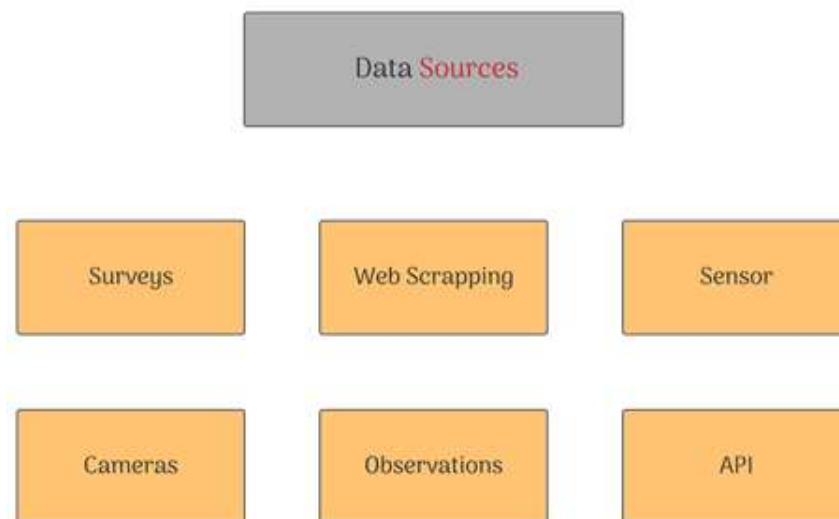 Data Sources
Surveys
Web Scrapping
Sensor
Cameras
Observations
API